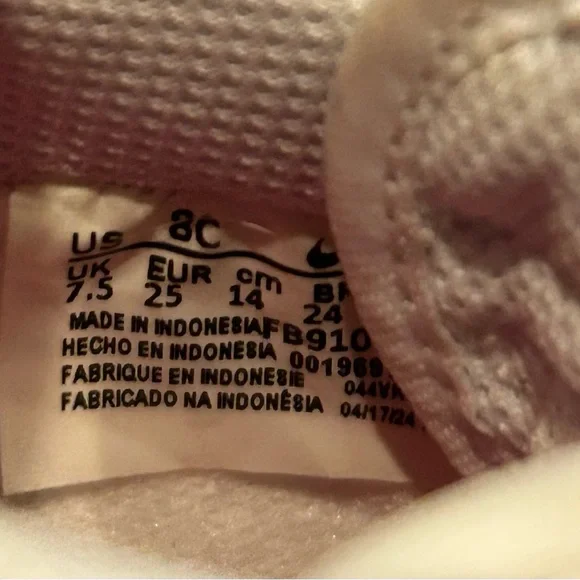 US 8C
UK EUR cm BR
7.5 25 14 24
MADE IN INDONESIA FB910
HECHO EN INDONESIA 001969
FABRIQUE EN INDONESIE 044VA
FABRICADO NA INDONÉSIA 04/17/24